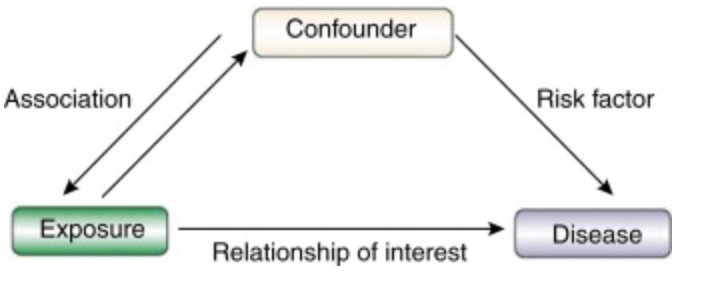 Confounder
Association
Risk factor
Exposure
Disease
Relationship of interest